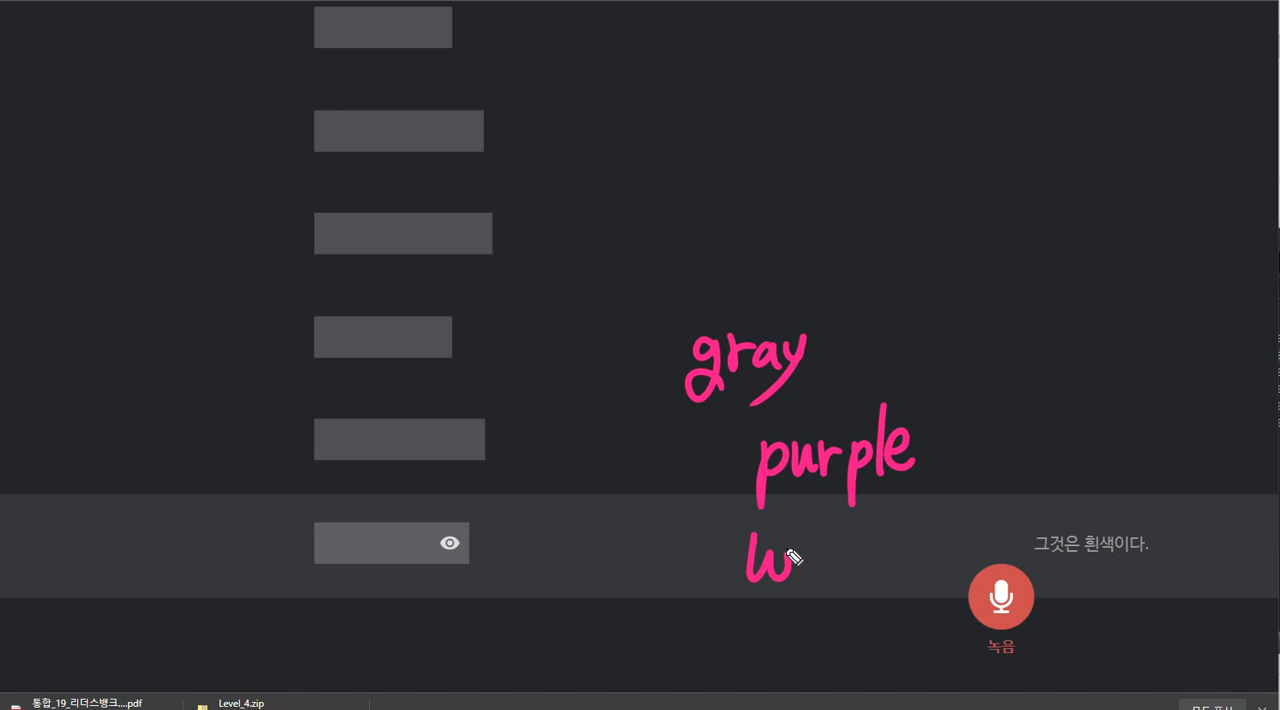 gray
purple
w
그것은 흰색이다.
녹음
통합_19_리더스뱅크....pdf
Level_4.zip